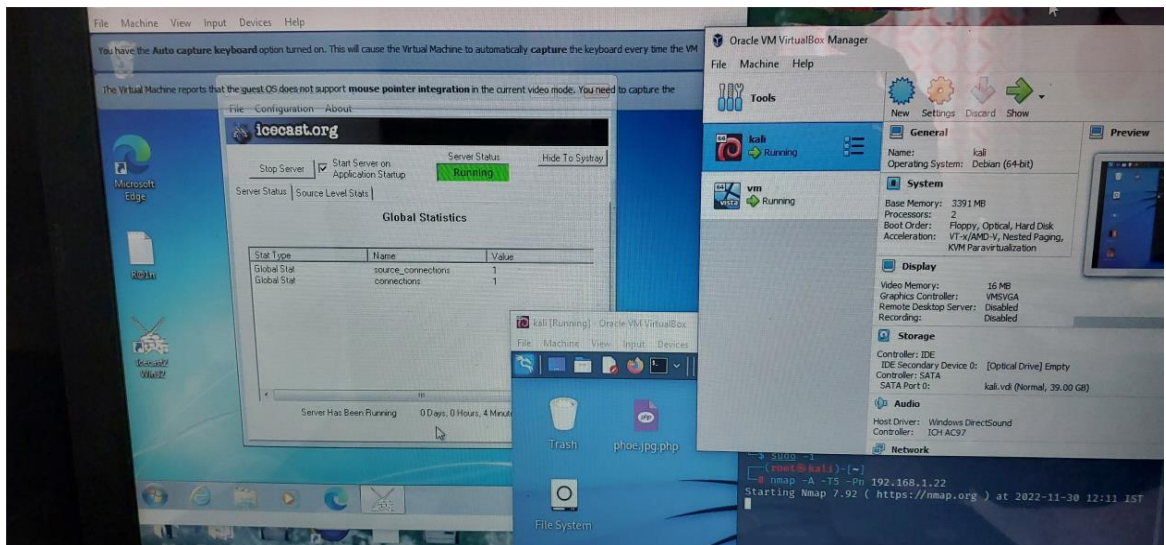 File Machine View Input Devices Help
You have the Auto capture keyboard option turned on. This will cause the Virtual Machine to automatically capture the keyboard every time the VM
The Virtual Machine reports that the guest OS does not support mouse pointer integration in the current video mode. You need to capture the
File Configuration About
icecast.org
Stop Server
Start Server on
Application Startup
Server Status
Running
Hide To Systray
Server Status
Source Level Stats
Global Statistics
Stat Type Name Value
Global Stat source_connections 1
Global Stat connections 1
Server Has Been Running 0 Days, 0 Hours, 4
Microsoft
Edge
Icecast2
Win32
kali [Running] - Oracle VM VirtualBox
File Machine View Input Devices
Trash
phoe.jpg.php
File System
Oracle VM VirtualBox Manager
File Machine Help
Tools
New Settings Discard Show
64
kali
Running
64
VISTA
vm
Running
General
Name: kali
Operating System: Debian (64-bit)
System
Base Memory: 3391 MB
Processors: 2
Boot Order: Floppy, Optical, Hard Disk
Acceleration: VT-x/AMD-V, Nested Paging,
KVM Paravirtualization
Display
Video Memory: 16 MB
Graphics Controller: VMSVGA
Remote Desktop Server: Disabled
Recording: Disabled
Storage
Controller: IDE
IDE Secondary Device 0: [Optical Drive] Empty
Controller: SATA
SATA Port 0: kali.vdi (Normal, 39.00 GB)
Audio
Host Driver: Windows DirectSound
Controller: ICH AC97
Network
Preview
$ sudo -i
(root㉿kali)-[~]
# nmap -A -T5 -Pn 192.168.1.22
Starting Nmap 7.92 ( https://nmap.org ) at 2022-11-30 12:11 IST